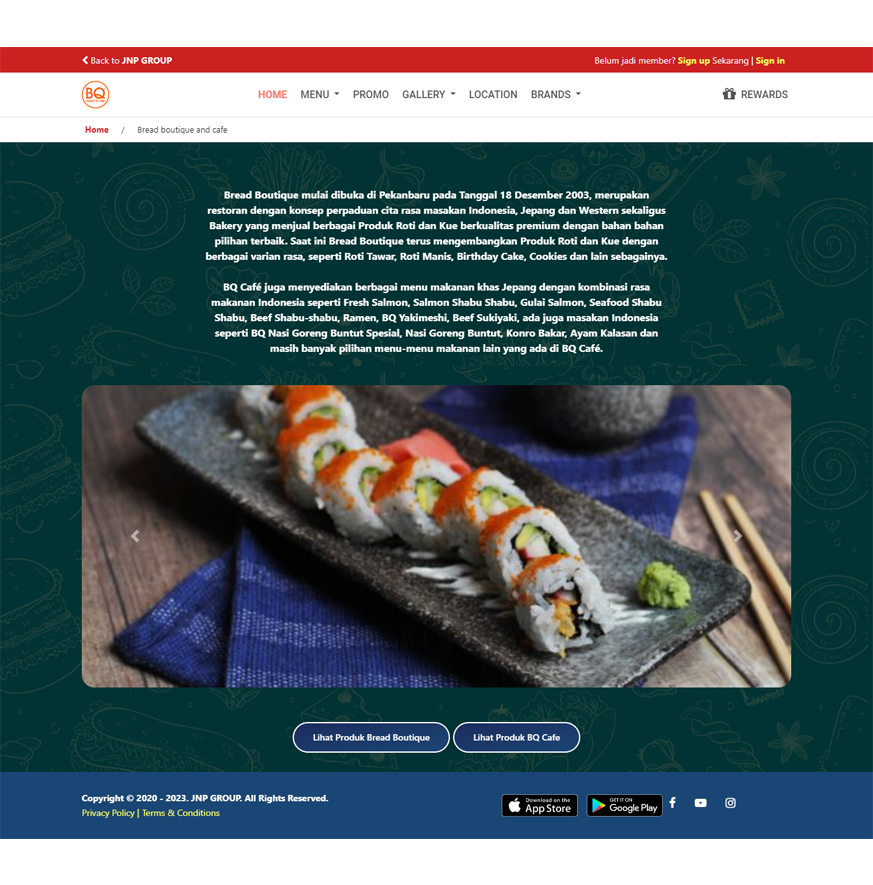 Back to JNP GROUP
Belum jadi member? Sign up Sekarang | Sign in
BQ
HOME MENU PROMO GALLERY LOCATION BRANDS REWARDS
Home / Bread boutique and cafe
Bread Boutique mulai dibuka di Pekanbaru pada Tanggal 18 Desember 2003, merupakan
restoran dengan konsep perpaduan cita rasa masakan Indonesia, Jepang dan Western sekaligus
Bakery yang menjual berbagai Produk Roti dan Kue berkualitas premium dengan bahan bahan
pilihan terbaik. Saat ini Bread Boutique terus mengembangkan Produk Roti dan Kue dengan
berbagai varian rasa, seperti Roti Tawar, Roti Manis, Birthday Cake, Cookies dan lain sebagainya.
BQ Café juga menyediakan berbagai menu makanan khas Jepang dengan kombinasi rasa
makanan Indonesia seperti Fresh Salmon, Salmon Shabu Shabu, Gulai Salmon, Seafood Shabu
Shabu, Beef Shabu-shabu, Ramen, BQ Yakimeshi, Beef Sukiyaki, ada juga masakan Indonesia
seperti BQ Nasi Goreng Buntut Spesial, Nasi Goreng Buntut, Konro Bakar, Ayam Kalasan dan
masih banyak pilihan menu-menu makanan lain yang ada di BQ Café.
Lihat Produk Bread Boutique
Lihat Produk BQ Cafe
Copyright © 2020 - 2023. JNP GROUP. All Rights Reserved.
Privacy Policy | Terms & Conditions
Download on the
App Store
GET IT ON
Google Play